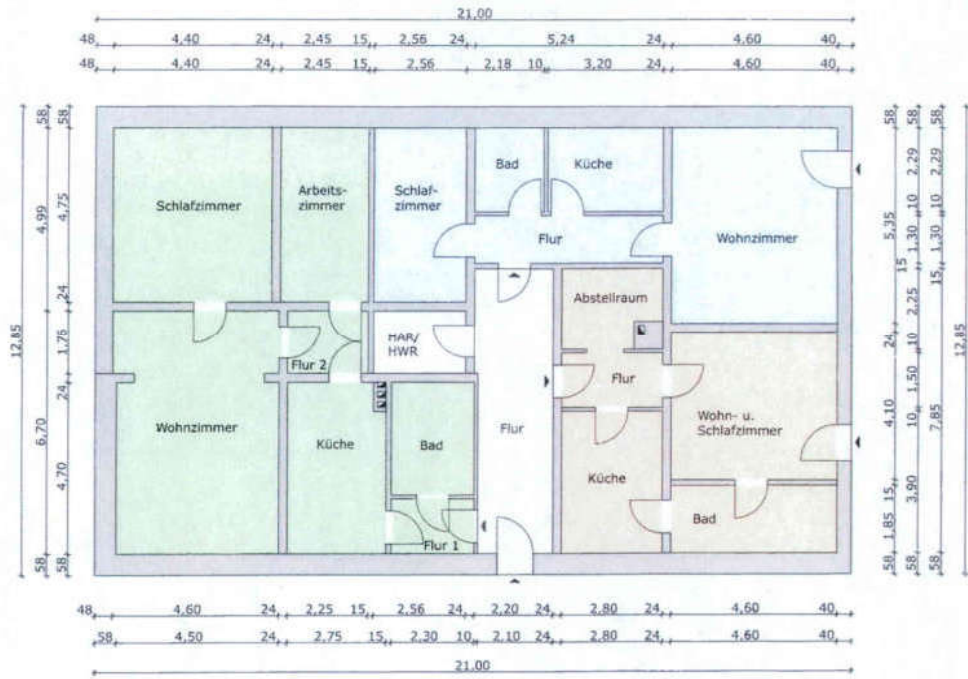 21,00
48 4,40 24 2,45 15 2,56 24 5,24 24 4,60 40
48 4,40 24 2,45 15 2,56 2,18 10 3,20 24 4,60 40
12,85
58 4,99 24 6,70 58
58 4,75 24 1,75 24 4,70 58
Schlafzimmer
Arbeits-
zimmer
Schlaf-
zimmer
Bad
Küche
Flur
Wohnzimmer
Abstellraum
HAR/
HWR
Flur 2
Flur
Wohnzimmer
Küche
Bad
Flur
Wohn- u.
Schlafzimmer
Küche
Bad
Flur 1
58 5,35 24 4,10 15 1,85 58
58 2,29 10 1,30 15 2,25 10 1,50 10 3,90 58
58 2,29 10 1,30 15 7,85 58
12,85
48 4,60 24 2,25 15 2,56 24 2,20 24 2,80 24 4,60 40
58 4,50 24 2,75 15 2,30 10 2,10 24 2,80 24 4,60 40
21,00